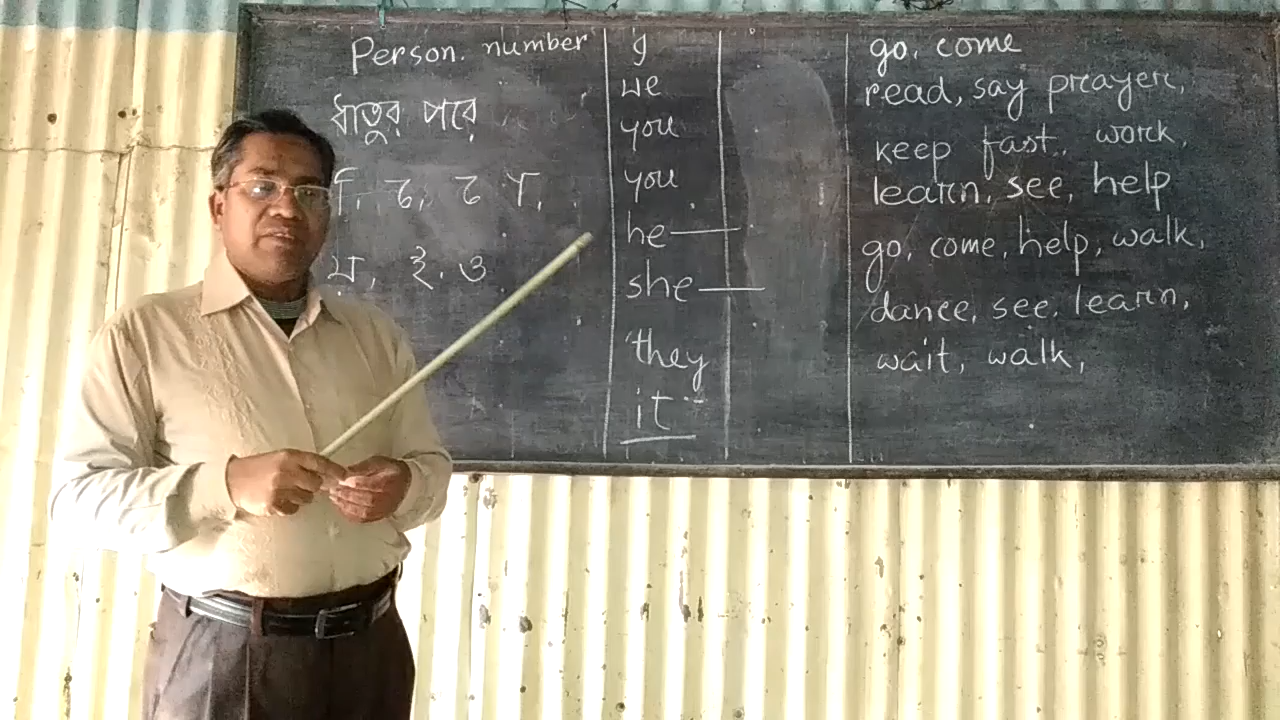 Person. number
ধাতুর পরে
ি, ে, ে া,
য, ই, ও
I
we
you
you
he
she
they
it
go, come
read, say prayer,
keep fast, work,
learn, see, help
go, come, help, walk,
dance, see, learn,
wait, walk,